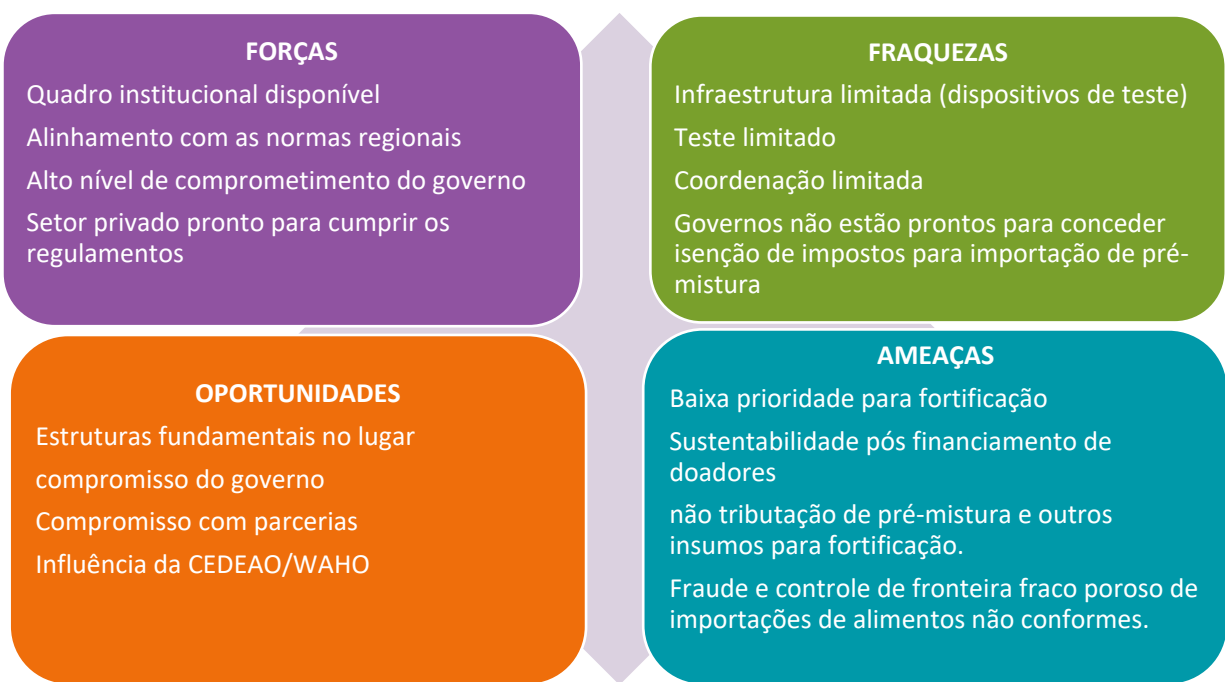 FORÇAS
Quadro institucional disponível
Alinhamento com as normas regionais
Alto nível de comprometimento do governo
Setor privado pronto para cumprir os
regulamentos
FRAQUEZAS
Infraestrutura limitada (dispositivos de teste)
Teste limitado
Coordenação limitada
Governos não estão prontos para conceder
isenção de impostos para importação de pré-
mistura
OPORTUNIDADES
Estruturas fundamentais no lugar
compromisso do governo
Compromisso com parcerias
Influência da CEDEAO/WAHO
AMEAÇAS
Baixa prioridade para fortificação
Sustentabilidade pós financiamento de
doadores
não tributação de pré-mistura e outros
insumos para fortificação.
Fraude e controle de fronteira fraco poroso de
importações de alimentos não conformes.